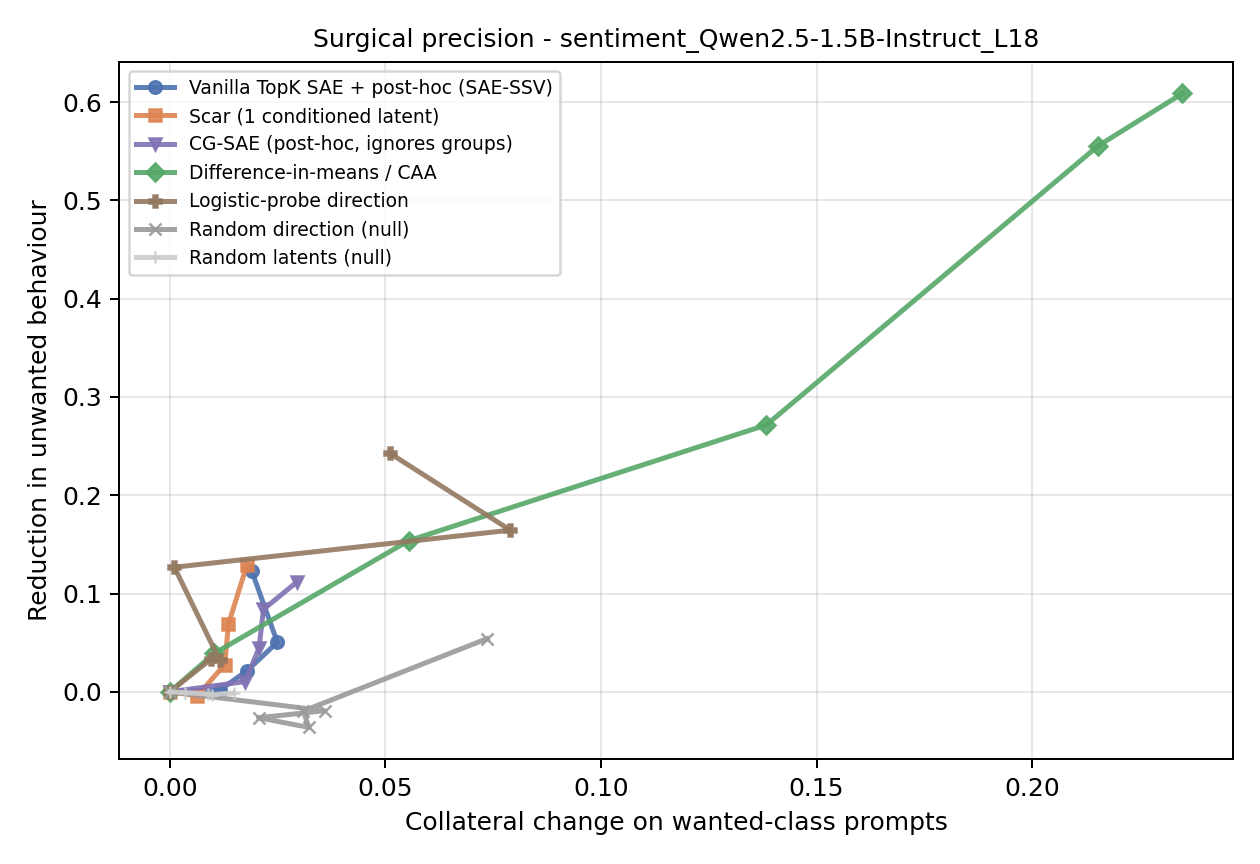 Surgical precision - sentiment_Qwen2.5-1.5B-Instruct_L18
Vanilla TopK SAE + post-hoc (SAE-SSV)
Scar (1 conditioned latent)
CG-SAE (post-hoc, ignores groups)
Difference-in-means / CAA
Logistic-probe direction
Random direction (null)
Random latents (null)
Reduction in unwanted behaviour
0.6
0.5
0.4
0.3
0.2
0.1
0.0
0.00 0.05 0.10 0.15 0.20
Collateral change on wanted-class prompts